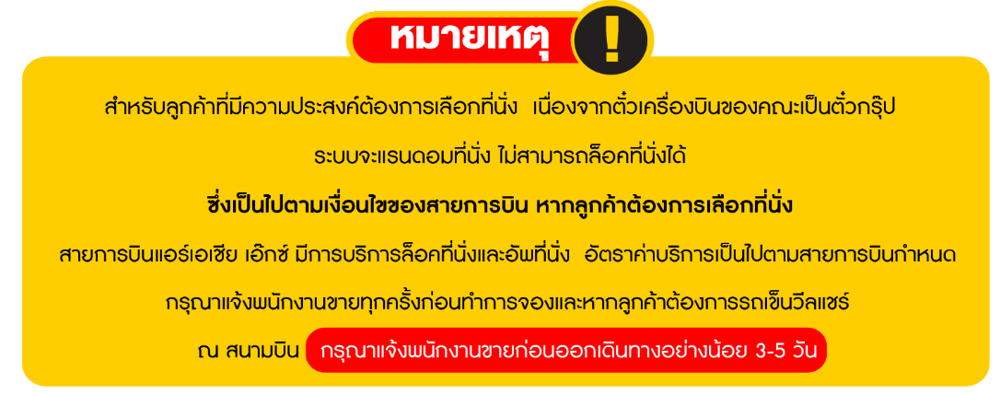 หมายเหตุ !
สำหรับลูกค้าที่มีความประสงค์ต้องการเลือกที่นั่ง เนื่องจากตั๋วเครื่องบินของคณะเป็นตั๋วกรุ๊ป
ระบบจะแรนดอมที่นั่ง ไม่สามารถล็อคที่นั่งได้
ซึ่งเป็นไปตามเงื่อนไขของสายการบิน หากลูกค้าต้องการเลือกที่นั่ง
สายการบินแอร์เอเชีย เอ๊กซ์ มีการบริการล็อคที่นั่งและอัพที่นั่ง อัตราค่าบริการเป็นไปตามสายการบินกำหนด
กรุณาแจ้งพนักงานขายทุกครั้งก่อนทำการจองและหากลูกค้าต้องการรถเข็นวีลแชร์
ณ สนามบิน กรุณาแจ้งพนักงานขายก่อนออกเดินทางอย่างน้อย 3-5 วัน